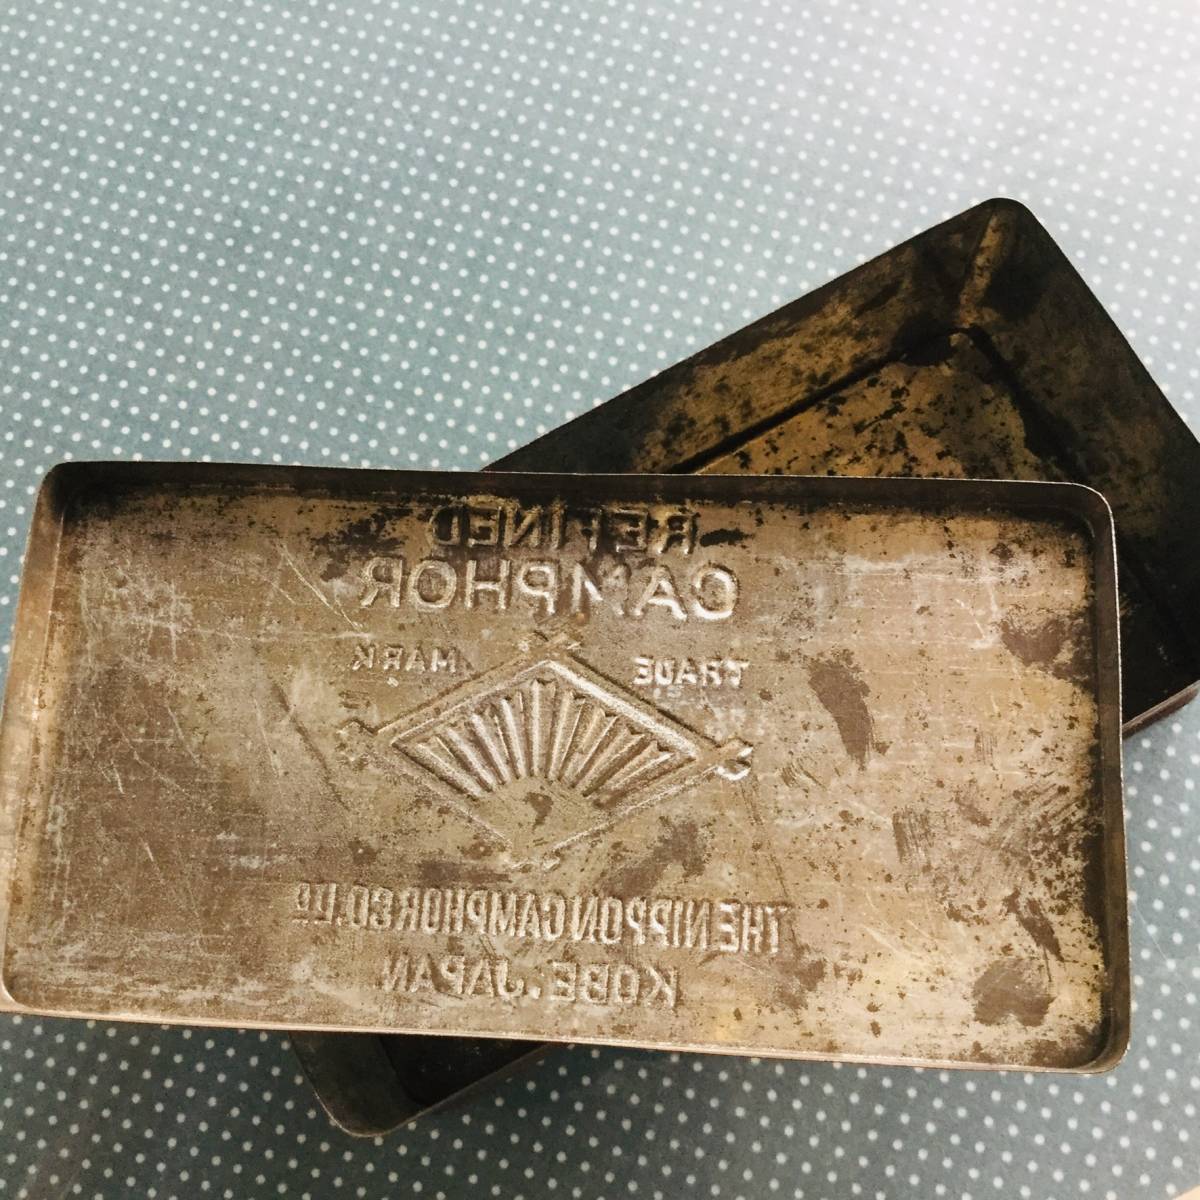 REFINED
CAMPHOR
TRADE MARK
THE NIPPON CAMPHOR CO. LTD
KOBE. JAPAN